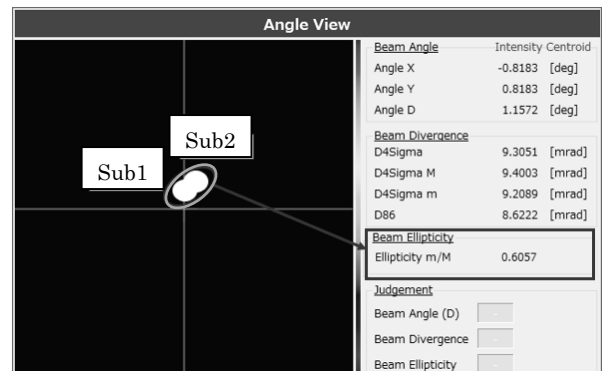 Angle View
Sub1
Sub2
Beam Angle Intensity Centroid
Angle X -0.8183 [deg]
Angle Y 0.8183 [deg]
Angle D 1.1572 [deg]
Beam Divergence
D4Sigma 9.3051 [mrad]
D4Sigma M 9.4003 [mrad]
D4Sigma m 9.2089 [mrad]
D86 8.6222 [mrad]
Beam Ellipticity
Ellipticity m/M 0.6057
Judgement
Beam Angle (D) -
Beam Divergence -
Beam Ellipticity -